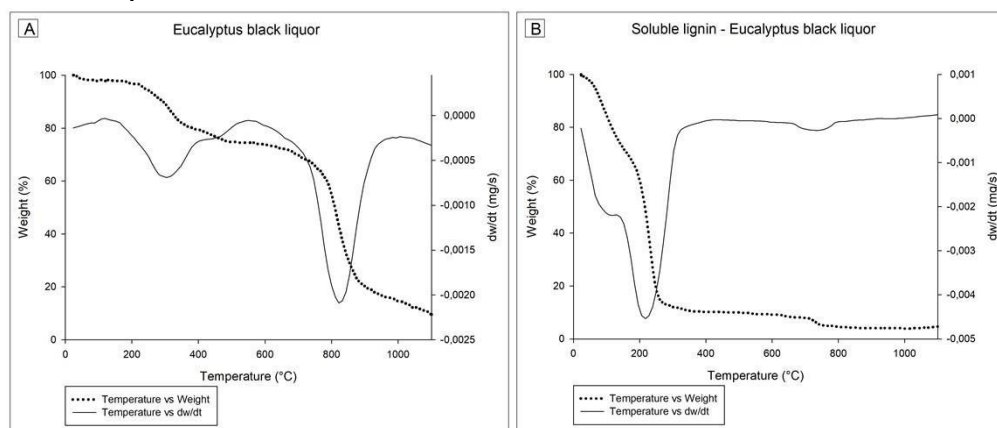 A
Eucalyptus black liquor
100
80
60
40
20
0
Weight (%)
0,0000
-0,0005
-0,0010
-0,0015
-0,0020
-0,0025
dw/dt (mg/s)
0 200 400 600 800 1000
Temperature (°C)
Temperature vs Weight
Temperature vs dw/dt
B
Soluble lignin - Eucalyptus black liquor
100
80
60
40
20
0
Weight (%)
0,001
0,000
-0,001
-0,002
-0,003
-0,004
-0,005
dw/dt (mg/s)
0 200 400 600 800 1000
Temperature (°C)
Temperature vs Weight
Temperature vs dw/dt